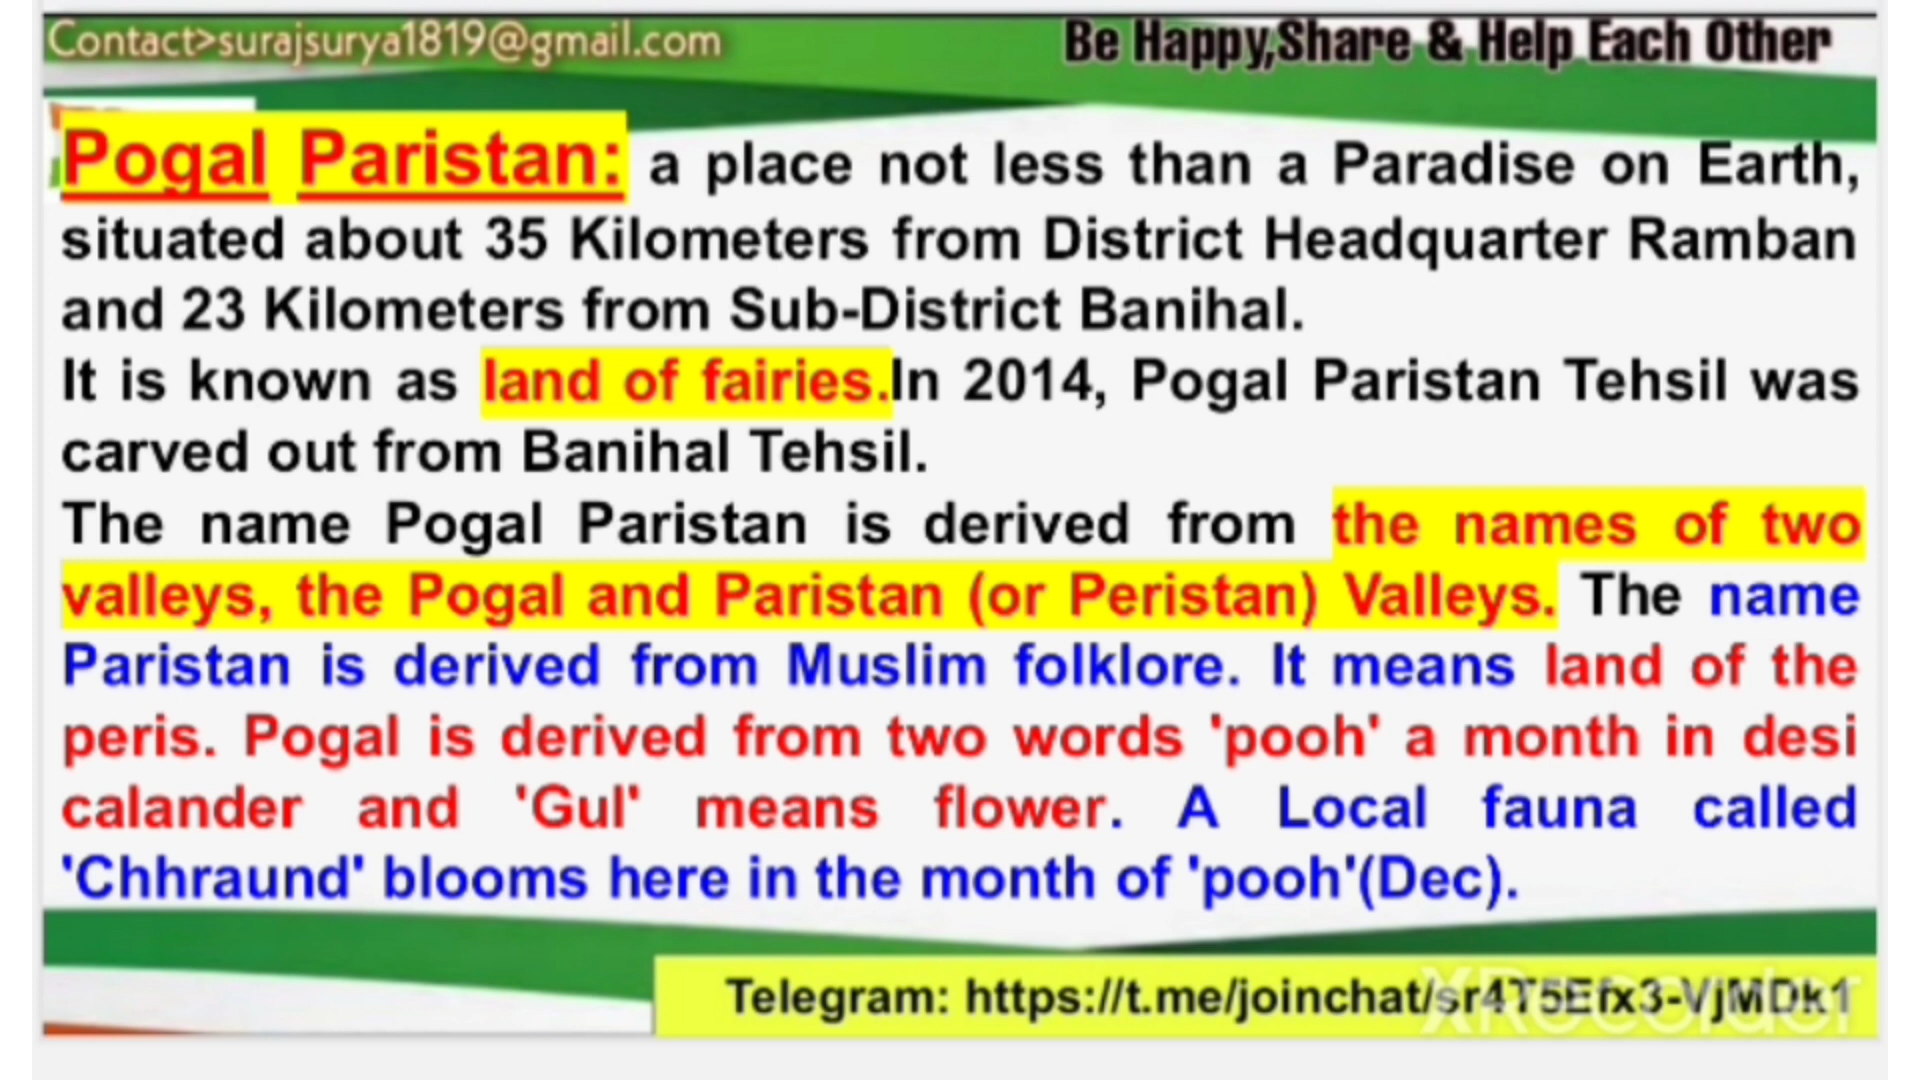 Contact>surajsurya1819@gmail.com
Be Happy,Share & Help Each Other
Pogal Paristan: a place not less than a Paradise on Earth,
situated about 35 Kilometers from District Headquarter Ramban
and 23 Kilometers from Sub-District Banihal.
It is known as land of fairies.In 2014, Pogal Paristan Tehsil was
carved out from Banihal Tehsil.
The name Pogal Paristan is derived from the names of two
valleys, the Pogal and Paristan (or Peristan) Valleys. The name
Paristan is derived from Muslim folklore. It means land of the
peris. Pogal is derived from two words 'pooh' a month in desi
calander and 'Gul' means flower. A Local fauna called
'Chhraund' blooms here in the month of 'pooh'(Dec).
Telegram: https://t.me/joinchat/sr4T5Efx3-VjMDk1
XRecorder